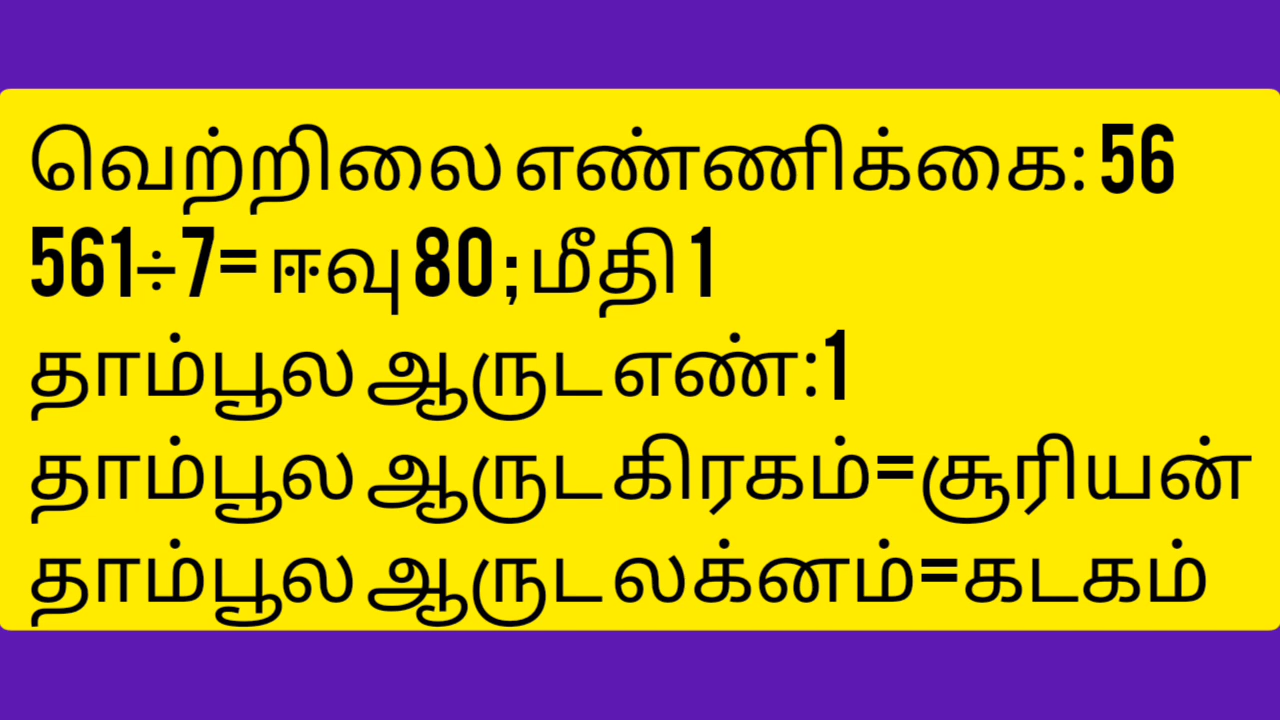 வெற்றிலை எண்ணிக்கை: 56
561÷7= ஈவு 80 ; மீதி 1
தாம்பூல ஆருட எண்:1
தாம்பூல ஆருட கிரகம்=சூரியன்
தாம்பூல ஆருட லக்னம்=கடகம்